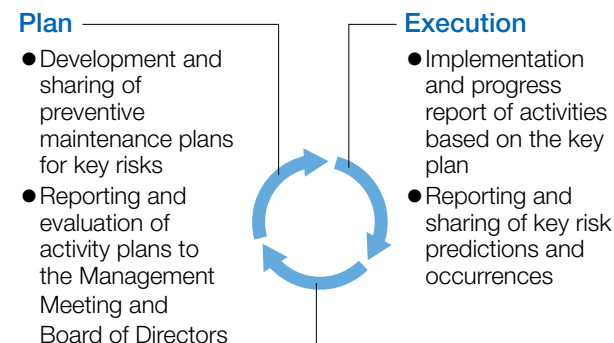 Plan
●Development and
sharing of
preventive
maintenance plans
for key risks
●Reporting and
evaluation of
activity plans to
the Management
Meeting and
Board of Directors
Execution
●Implementation
and progress
report of activities
based on the key
plan
●Reporting and
sharing of key risk
predictions and
occurrences